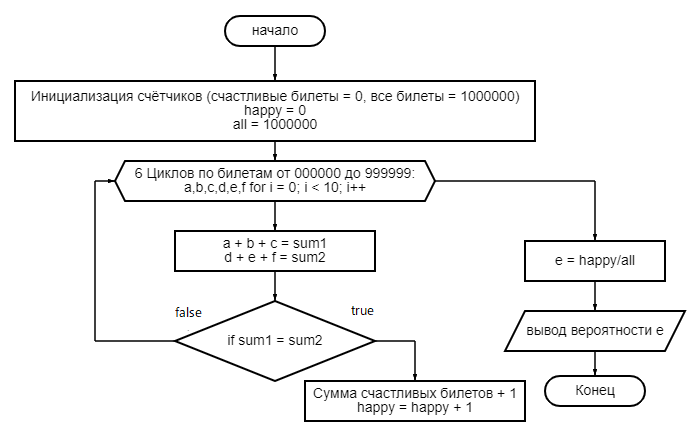 начало
Инициализация счётчиков (счастливые билеты = 0, все билеты = 1000000)
happy = 0
all = 1000000
6 Циклов по билетам от 000000 до 999999:
a,b,c,d,e,f for i = 0; i < 10; i++
a + b + c = sum1
d + e + f = sum2
e = happy/all
false
true
if sum1 = sum2
вывод вероятности e
Сумма счастливых билетов + 1
happy = happy + 1
Конец